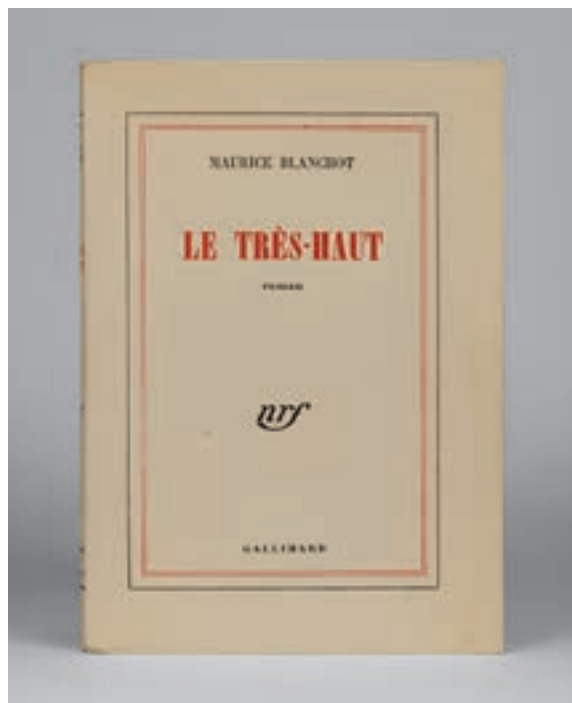 MAURICE BLANCHOT
LE TRÈS-HAUT
roman
nrf
GALLIMARD